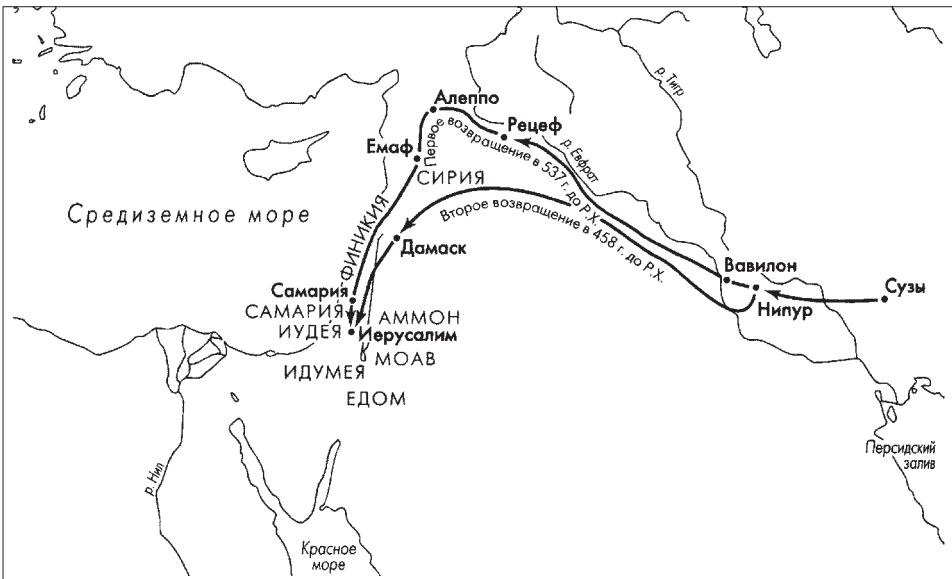 р. Тигр
Алеппо
Рецеф
р. Евфрат
Емаф
Первое возвращение в 537 г. до Р.Х.
СИРИЯ
Средиземное море
Второе возвращение в 458 г. до Р.Х.
ФИНИКИЯ
Дамаск
Вавилон
Сузы
Нипур
Самария
САМАРИЯ
АММОН
ИУДЕЯ
Иерусалим
МОАВ
ИДУМЕЯ
ЕДОМ
Персидский
залив
р. Нил
Красное
море